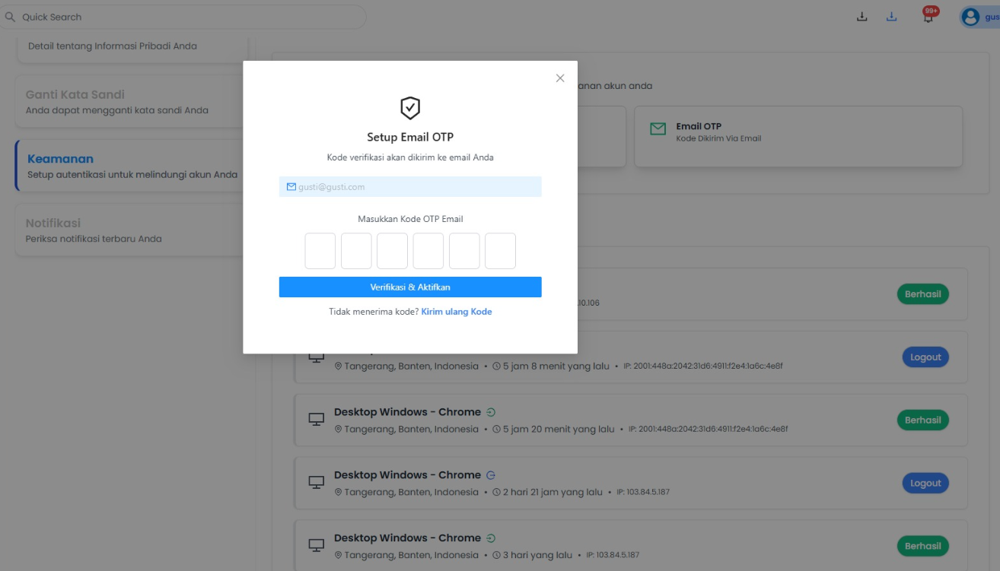 Quick Search
99+
gus
Detail tentang Informasi Pribadi Anda
Ganti Kata Sandi
Anda dapat mengganti kata sandi Anda
Keamanan
Setup autentikasi untuk melindungi akun Anda
Notifikasi
Periksa notifikasi terbaru Anda
anan akun anda
Email OTP
Kode Dikirim Via Email
Setup Email OTP
Kode verifikasi akan dikirim ke email Anda
gusti@gusti.com
Masukkan Kode OTP Email
Verifikasi & Aktifkan
Tidak menerima kode? Kirim ulang Kode
.10.106
Berhasil
Tangerang, Banten, Indonesia • 5 jam 8 menit yang lalu • IP: 2001:448a:2042:31d6:4911:f2e4:1a6c:4e8f
Logout
Desktop Windows - Chrome
Tangerang, Banten, Indonesia • 5 jam 20 menit yang lalu • IP: 2001:448a:2042:31d6:4911:f2e4:1a6c:4e8f
Berhasil
Desktop Windows - Chrome
Tangerang, Banten, Indonesia • 2 hari 21 jam yang lalu • IP: 103.84.5.187
Logout
Desktop Windows - Chrome
Tangerang, Banten, Indonesia • 3 hari yang lalu • IP: 103.84.5.187
Berhasil